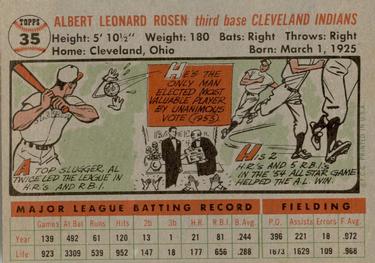 TOPPS
35
ALBERT LEONARD ROSEN third base CLEVELAND INDIANS
Height: 5' 10½" Weight: 180 Bats: Right Throws: Right
Home: Cleveland, Ohio Born: March 1, 1925
A TOP SLUGGER, AL
TWICE LED THE LEAGUE IN
H.R's AND R.B.I.
HE'S THE
ONLY MAN
ELECTED MOST
VALUABLE PLAYER
BY UNANIMOUS
VOTE (1953)
HIS 2
H.R's AND 5 R.B.I.'s
IN THE '54 ALL STAR GAME
HELPED THE A.L. WIN.
MAJOR LEAGUE BATTING RECORD FIELDING
Games At Bat Runs Hits 2b 3b H.R. R.B.I. B. Avg. P.O. Assists Errors F. Avg.
Year 139 492 61 120 13 1 21 81 .244 396 221 18 .972
Life 923 3309 539 952 147 18 177 656 .288 1673 1629 109 .968